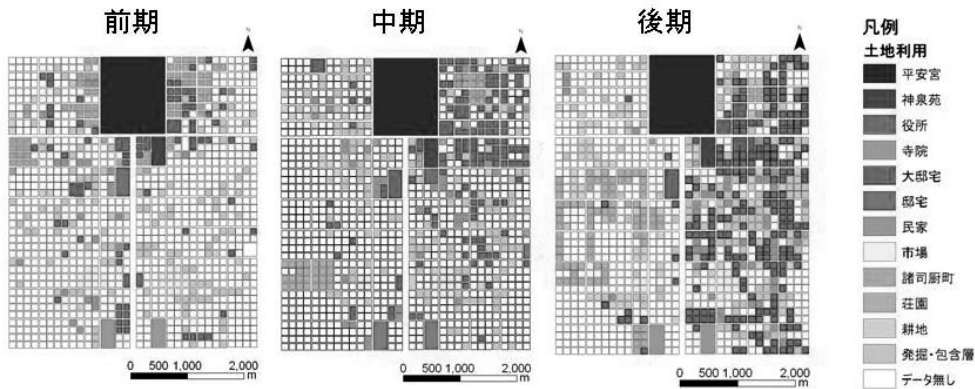 前期
中期
後期
N
N
N
0 500 1,000 2,000
m
0 500 1,000 2,000
m
0 500 1,000 2,000
m
凡例
土地利用
平安宮
神泉苑
役所
寺院
大邸宅
邸宅
民家
市場
諸司厨町
荘園
耕地
発掘・包含層
データ無し